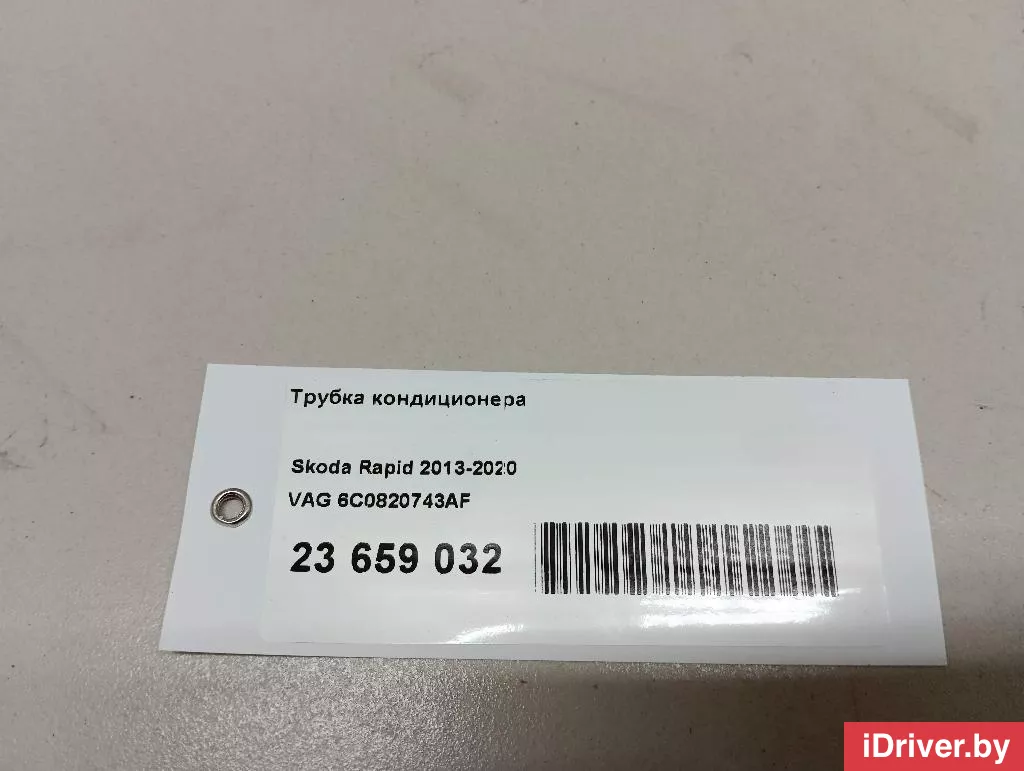 Трубка кондиционера
Skoda Rapid 2013-2020
VAG 6C0820743AF
23 659 032
iDriver.by